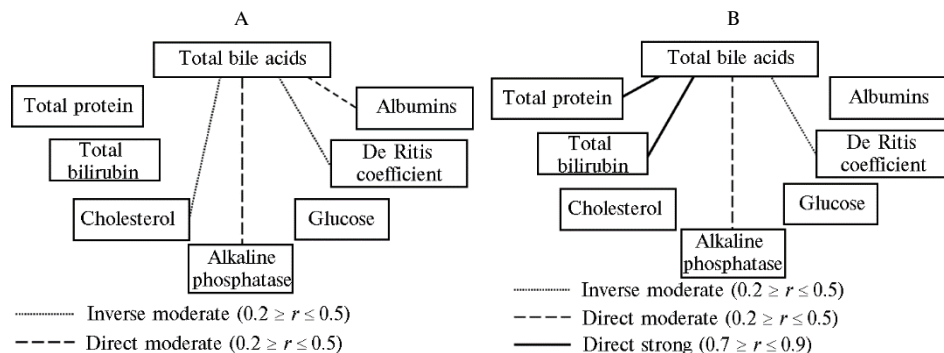 A
Total bile acids
Total protein
Albumins
Total
bilirubin
De Ritis
coefficient
Cholesterol
Glucose
Alkaline
phosphatase
Inverse moderate (0.2 ≥ r ≤ 0.5)
Direct moderate (0.2 ≥ r ≤ 0.5)
B
Total bile acids
Total protein
Albumins
Total
bilirubin
De Ritis
coefficient
Cholesterol
Glucose
Alkaline
phosphatase
Inverse moderate (0.2 ≥ r ≤ 0.5)
Direct moderate (0.2 ≥ r ≤ 0.5)
Direct strong (0.7 ≥ r ≤ 0.9)